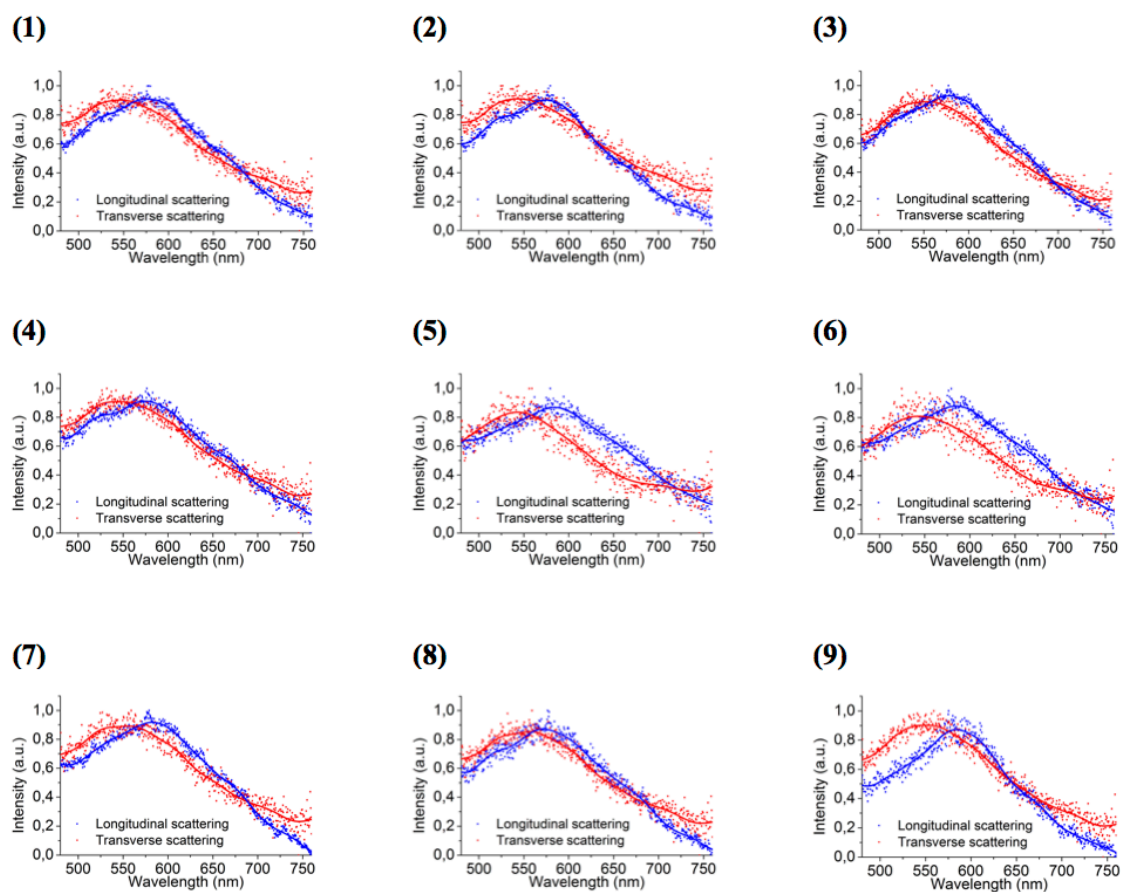 (1)
(2)
(3)
1,0
0,8
0,6
0,4
0,2
0,0
Intensity (a.u.)
Longitudinal scattering
Transverse scattering
500 550 600 650 700 750
Wavelength (nm)
1,0
0,8
0,6
0,4
0,2
0,0
Intensity (a.u.)
Longitudinal scattering
Transverse scattering
500 550 600 650 700 750
Wavelength (nm)
1,0
0,8
0,6
0,4
0,2
0,0
Intensity (a.u.)
Longitudinal scattering
Transverse scattering
500 550 600 650 700 750
Wavelength (nm)
(4)
(5)
(6)
1,0
0,8
0,6
0,4
0,2
0,0
Intensity (a.u.)
Longitudinal scattering
Transverse scattering
500 550 600 650 700 750
Wavelength (nm)
1,0
0,8
0,6
0,4
0,2
0,0
Intensity (a.u.)
Longitudinal scattering
Transverse scattering
500 550 600 650 700 750
Wavelength (nm)
1,0
0,8
0,6
0,4
0,2
0,0
Intensity (a.u.)
Longitudinal scattering
Transverse scattering
500 550 600 650 700 750
Wavelength (nm)
(7)
(8)
(9)
1,0
0,8
0,6
0,4
0,2
0,0
Intensity (a.u.)
Longitudinal scattering
Transverse scattering
500 550 600 650 700 750
Wavelength (nm)
1,0
0,8
0,6
0,4
0,2
0,0
Intensity (a.u.)
Longitudinal scattering
Transverse scattering
500 550 600 650 700 750
Wavelength (nm)
1,0
0,8
0,6
0,4
0,2
0,0
Intensity (a.u.)
Longitudinal scattering
Transverse scattering
500 550 600 650 700 750
Wavelength (nm)